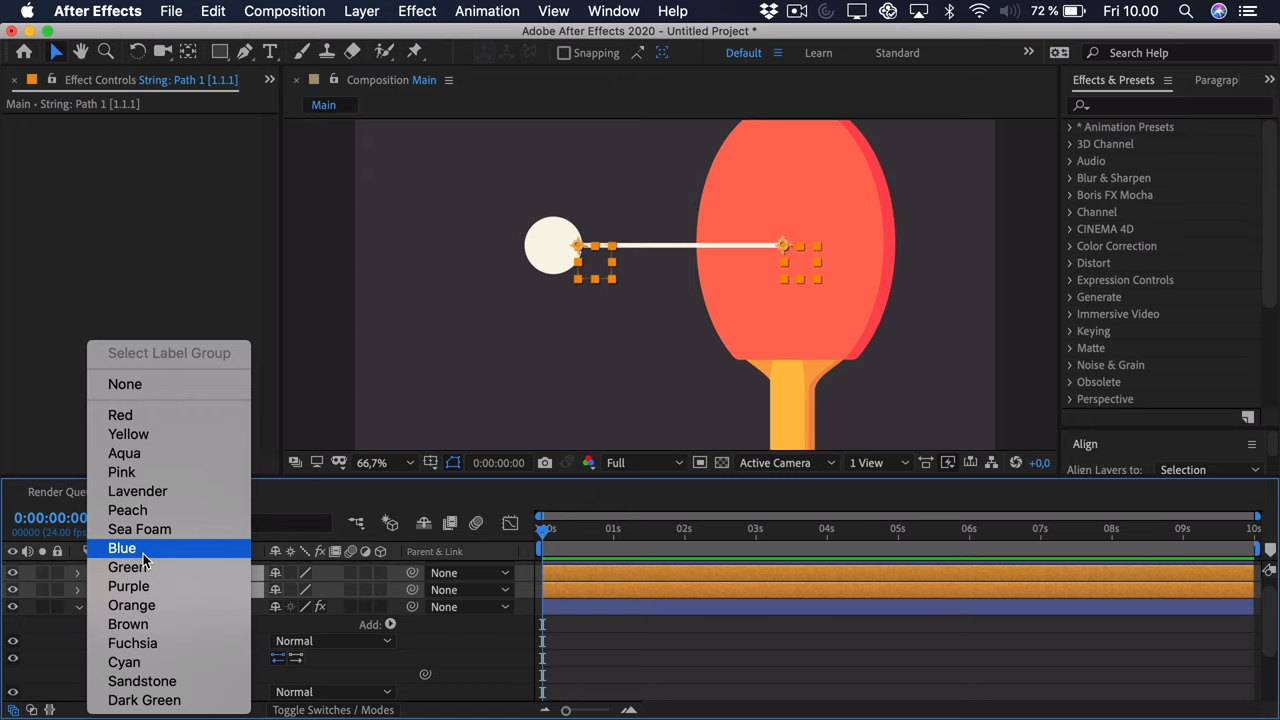 After Effects File Edit Composition Layer Effect Animation View Window Help 72 % Fri 10.00
Adobe After Effects 2020 - Untitled Project *
Snapping Default Learn Standard Search Help
Effect Controls String: Path 1 [1.1.1] Composition Main Effects & Presets Paragrap
Main - String: Path 1 [1.1.1] Main
* Animation Presets
3D Channel
Audio
Blur & Sharpen
Boris FX Mocha
Channel
CINEMA 4D
Color Correction
Distort
Expression Controls
Generate
Immersive Video
Keying
Matte
Noise & Grain
Obsolete
Perspective
Align
Align Layers to: Selection
66,7% 0:00:00:00 Full Active Camera 1 View +0,0
Select Label Group
None
Red
Yellow
Aqua
Pink
Lavender
Peach
Sea Foam
Blue
Green
Purple
Orange
Brown
Fuchsia
Cyan
Sandstone
Dark Green
Render Qu
0:00:00:00
00000 (24.00 fps
01s 02s 03s 04s 05s 06s 07s 08s 09s 10s
Parent & Link
None
None
None
Add:
Normal
Normal
Toggle Switches / Modes